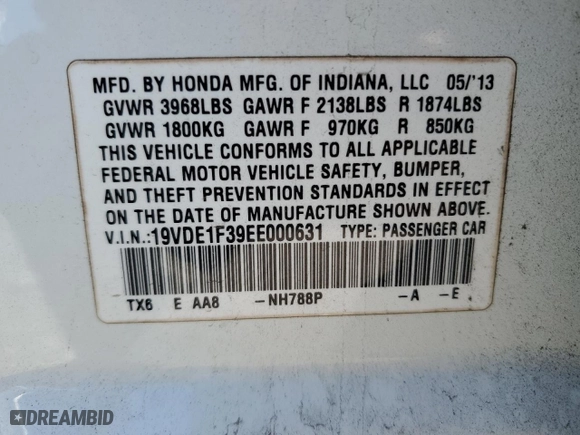 MFD. BY HONDA MFG. OF INDIANA, LLC 05/'13
GVWR 3968LBS GAWR F 2138LBS R 1874LBS
GVWR 1800KG GAWR F 970KG R 850KG
THIS VEHICLE CONFORMS TO ALL APPLICABLE
FEDERAL MOTOR VEHICLE SAFETY, BUMPER,
AND THEFT PREVENTION STANDARDS IN EFFECT
ON THE DATE OF MANUFACTURE SHOWN ABOVE.
V.I.N.:19VDE1F39EE000631 TYPE: PASSENGER CAR
TX6 E AA8 -NH788P -A -E
DREAMBID